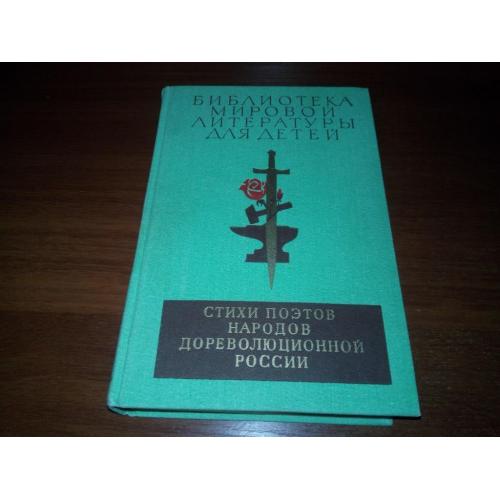 БИБЛИОТЕКА
МИРОВОЙ
ЛИТЕРАТУРЫ
ДЛЯ ДЕТЕЙ
СТИХИ ПОЭТОВ
НАРОДОВ
ДОРЕВОЛЮЦИОННОЙ
РОССИИ